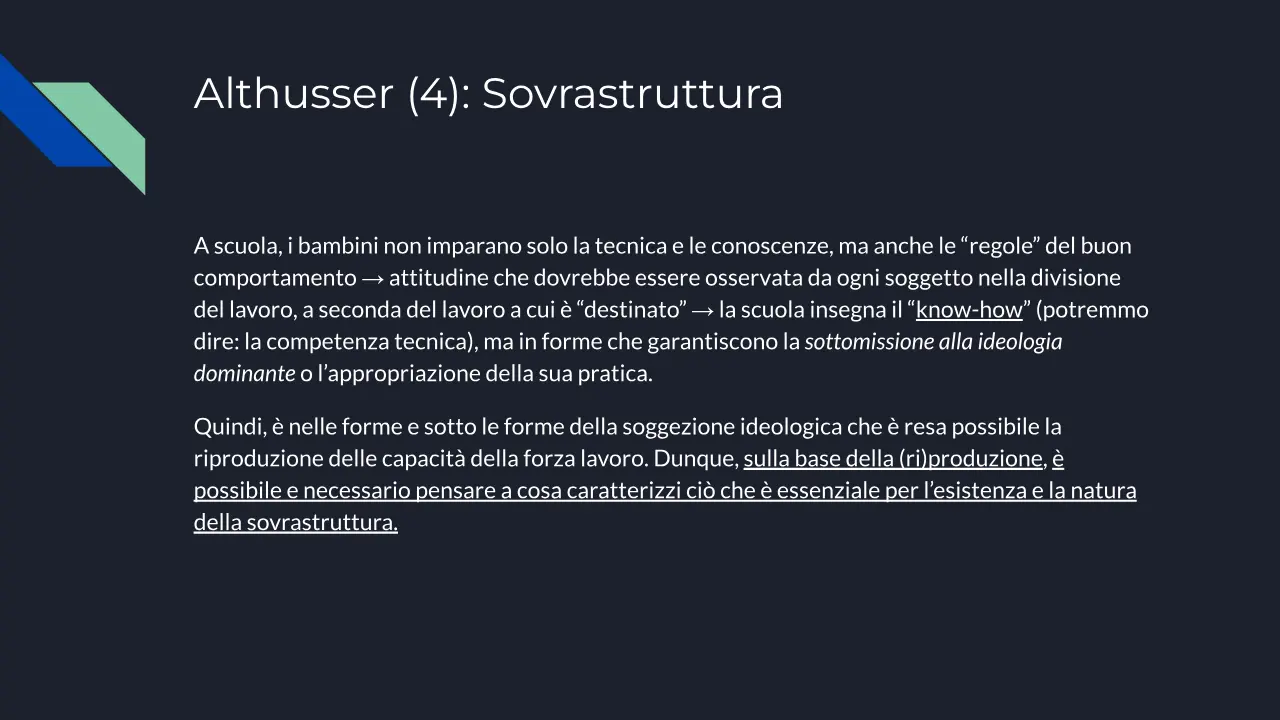 Althusser (4): Sovrastruttura
A scuola, i bambini non imparano solo la tecnica e le conoscenze, ma anche le “regole” del buon
comportamento → attitudine che dovrebbe essere osservata da ogni soggetto nella divisione
del lavoro, a seconda del lavoro a cui è “destinato” → la scuola insegna il “know-how” (potremmo
dire: la competenza tecnica), ma in forme che garantiscono la sottomissione alla ideologia
dominante o l’appropriazione della sua pratica.
Quindi, è nelle forme e sotto le forme della soggezione ideologica che è resa possibile la
riproduzione delle capacità della forza lavoro. Dunque, sulla base della (ri)produzione, è
possibile e necessario pensare a cosa caratterizzi ciò che è essenziale per l’esistenza e la natura
della sovrastruttura.